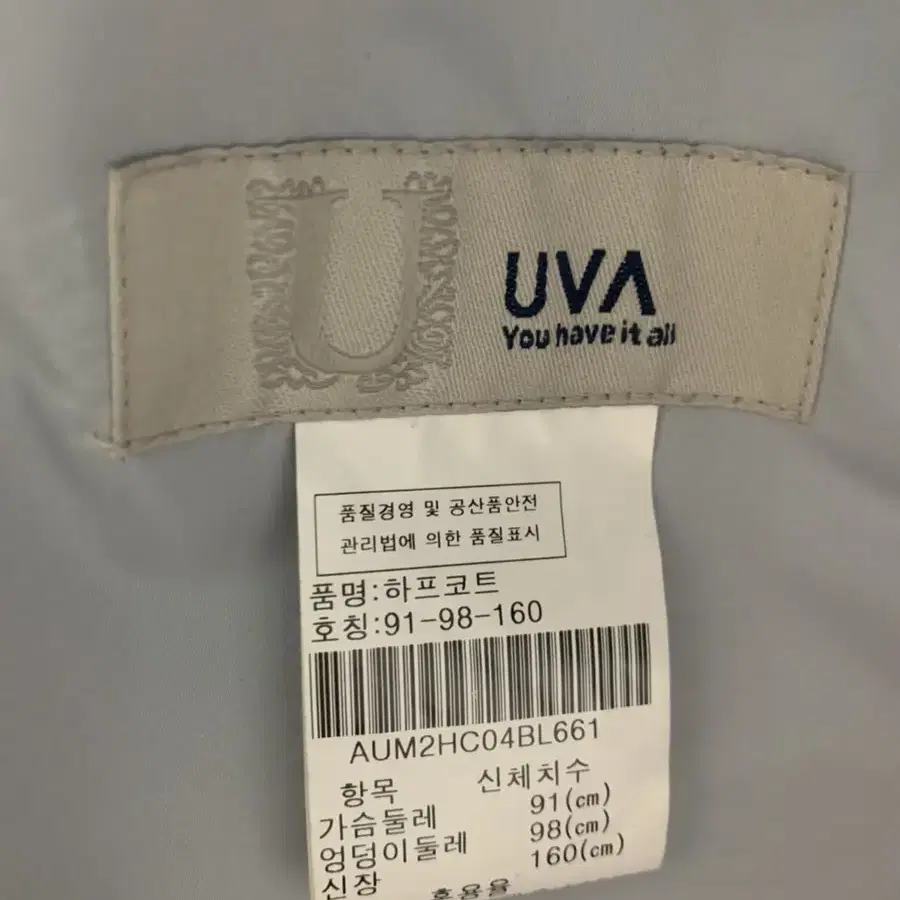 U
UVA
You have it all
품질경영 및 공산품안전
관리법에 의한 품질표시
품명:하프코트
호칭:91-98-160
AUM2HC04BL661
항목 신체치수
가슴둘레 91(cm)
엉덩이둘레 98(cm)
신장 160(cm)
혼용율